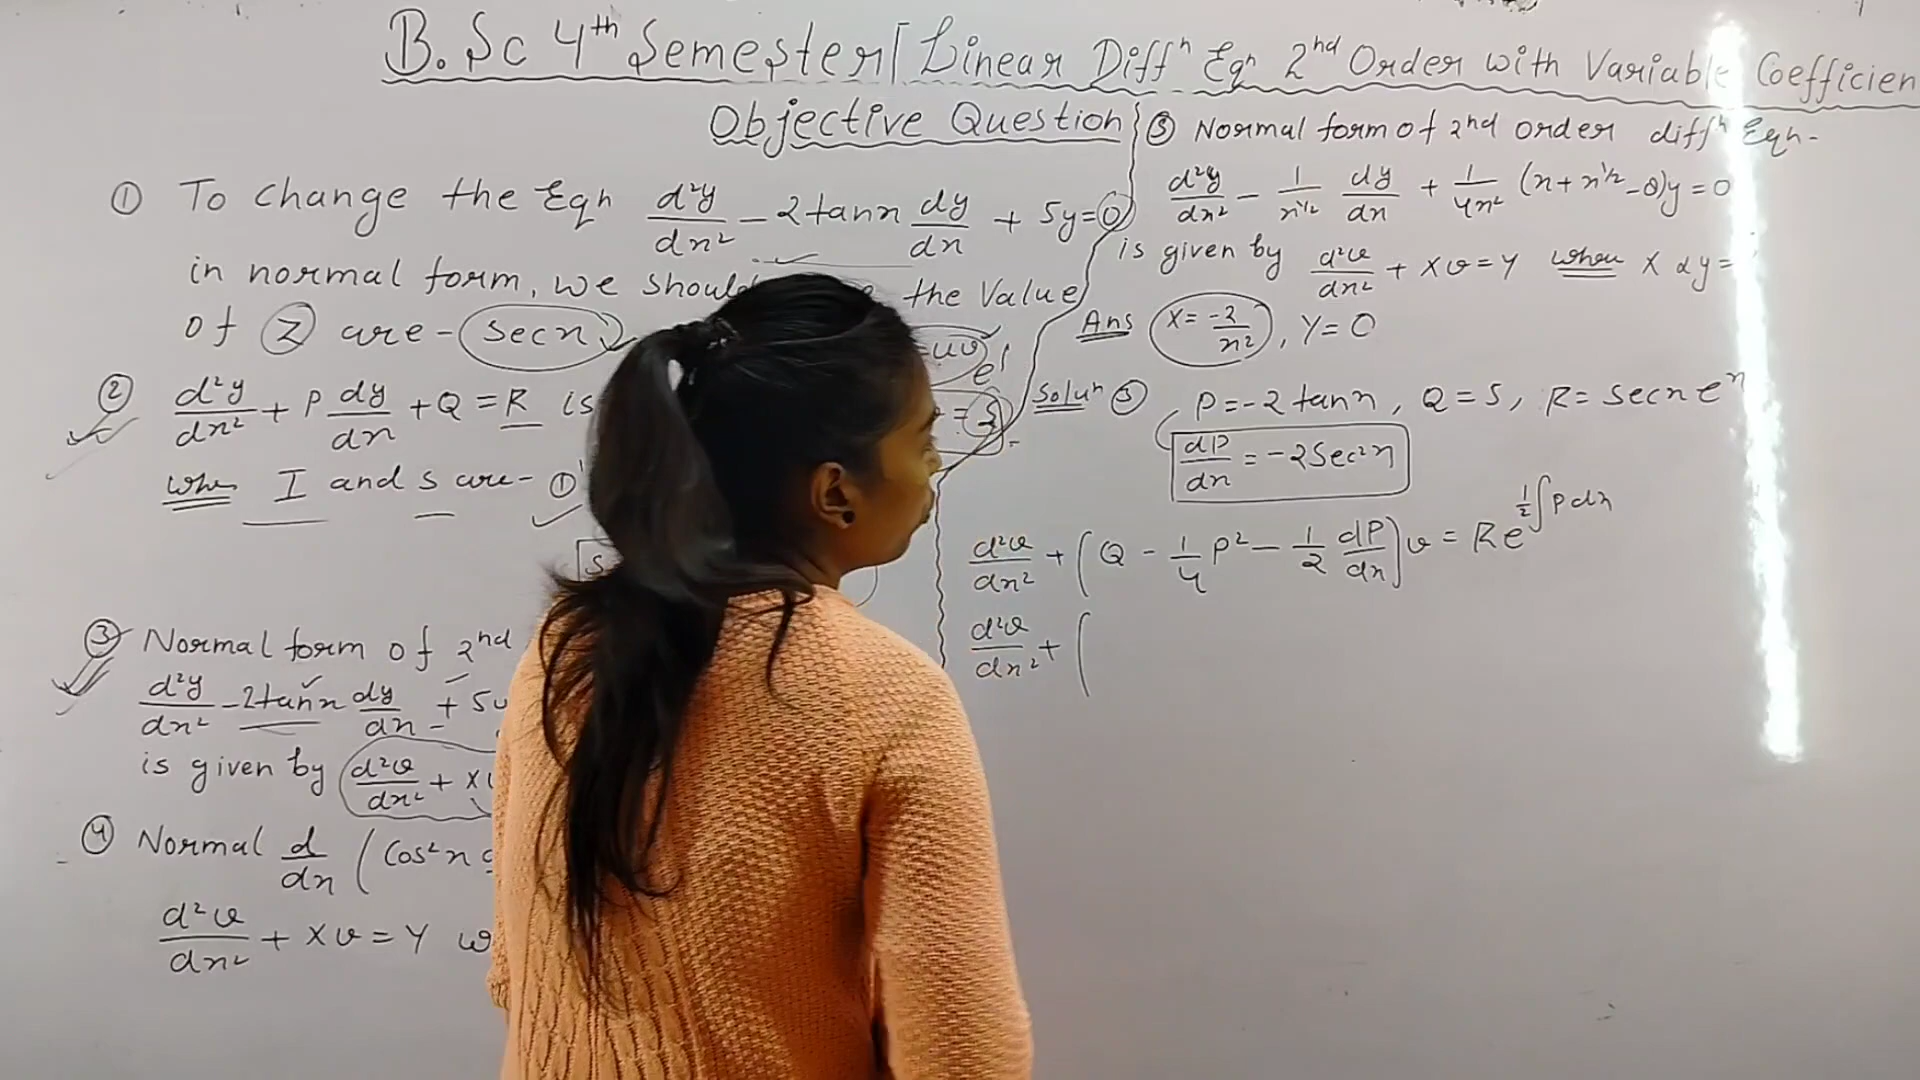 B.Sc 4th Semester | Linear Diffn Eqn 2nd Order with Variable Coefficien
Objective Question
① To change the Eqn d²y/dx² - 2tanx dy/dx + 5y=0
in normal form, we should the Value
of Z are - secx
=uv
② d²y/dx² + P dy/dx + Q = R is
when I and s are - ①
③ Normal form of 2nd
d²y/dx² - 2tanx dy/dx + 5y
is given by d²v/dx² + X
④ Normal d/dx (Cos²x
d²v/dx² + Xv = Y w
⑤ Normal form of 2nd order diffn Eqn-
d²y/dx² - 1/x^1/2 dy/dx + 1/4x² (x+x^1/2-8)y=0
is given by d²v/dx² + Xv=Y when X & Y=
Ans X= -2/x², Y=0
Solun ③ P=-2tanx, Q=5, R=secx e^x
dP/dx = -2Sec²x
d²v/dx² + (Q - 1/4 P² - 1/2 dP/dx)v = Re^1/2∫Pdx
d²v/dx² + (